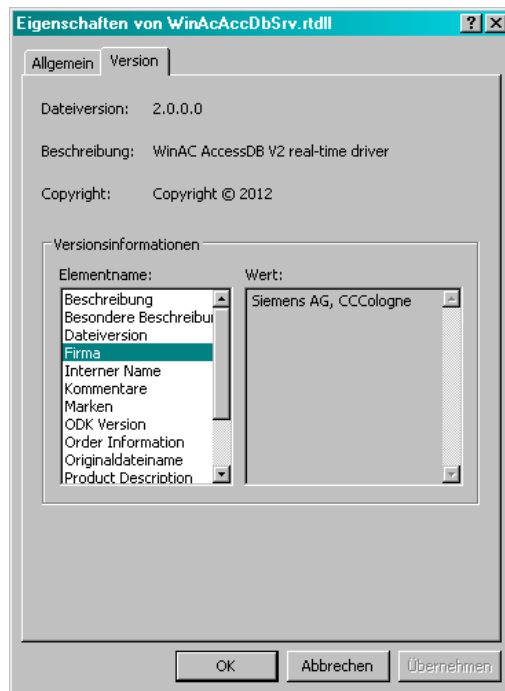 Eigenschaften von WinAcAccDbSrv.rtdll
Allgemein Version
Dateiversion: 2.0.0.0
Beschreibung: WinAC AccessDB V2 real-time driver
Copyright: Copyright © 2012
Versionsinformationen
Elementname: Wert:
Beschreibung Siemens AG, CCCologne
Besondere Beschreibu
Dateiversion
Firma
Interner Name
Kommentare
Marken
ODK Version
Order Information
Originaldateiname
Product Description
OK Abbrechen Übernehmen